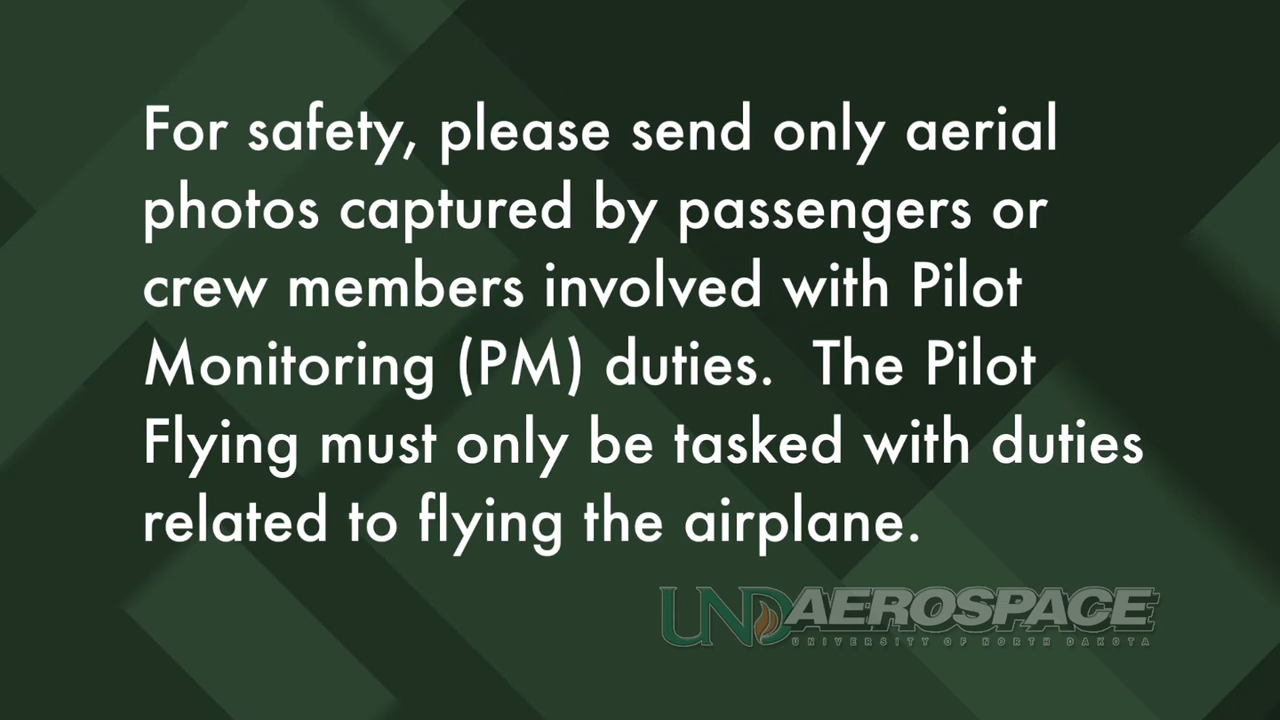 For safety, please send only aerial
photos captured by passengers or
crew members involved with Pilot
Monitoring (PM) duties.  The Pilot
Flying must only be tasked with duties
related to flying the airplane.
UND AEROSPACE
UNIVERSITY OF NORTH DAKOTA